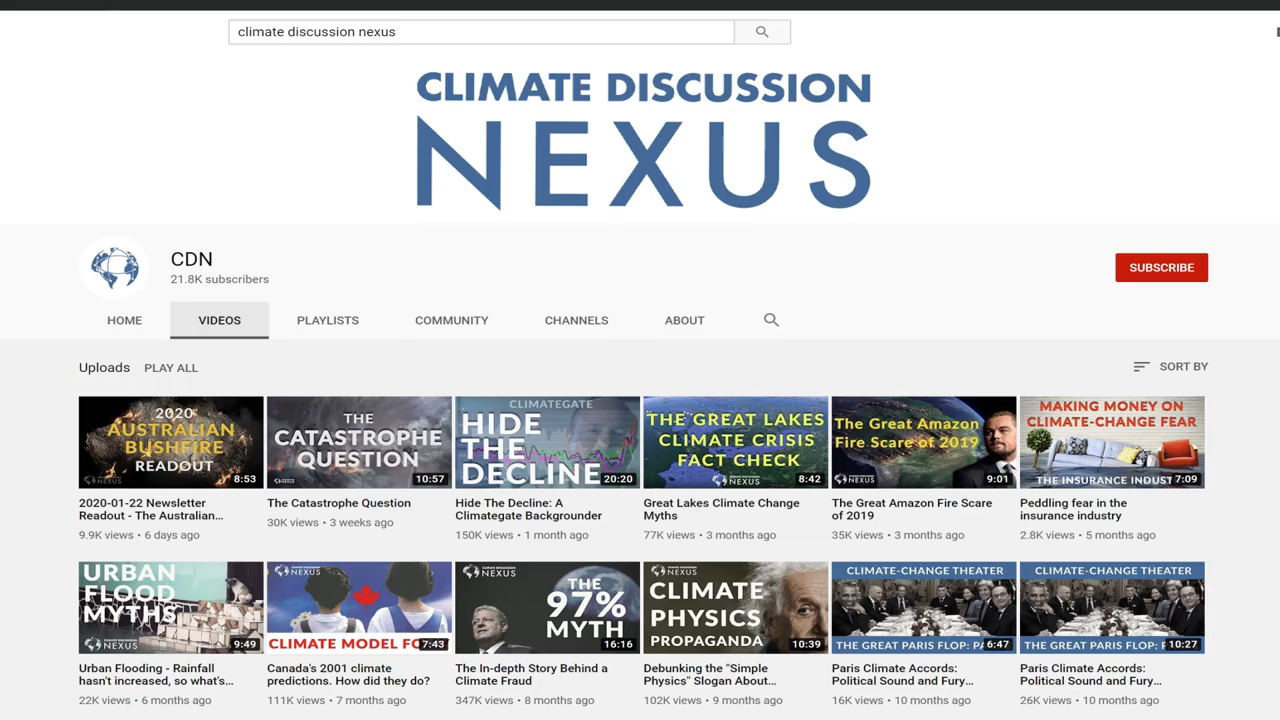 climate discussion nexus
CLIMATE DISCUSSION
NEXUS
CDN
21.8K subscribers
SUBSCRIBE
HOME VIDEOS PLAYLISTS COMMUNITY CHANNELS ABOUT
Uploads PLAY ALL SORT BY
2020
AUSTRALIAN
BUSHFIRE
READOUT
NEXUS
8:53
THE
CATASTROPHE
QUESTION
NEXUS
10:57
CLIMATEGATE
HIDE
THE
DECLINE
20:20
THE GREAT LAKES
CLIMATE CRISIS
FACT CHECK
NEXUS
8:42
The Great Amazon
Fire Scare of 2019
NEXUS
9:01
MAKING MONEY ON
CLIMATE-CHANGE FEAR
THE INSURANCE INDUST
7:09
2020-01-22 Newsletter
Readout - The Australian...
9.9K views • 6 days ago
The Catastrophe Question
30K views • 3 weeks ago
Hide The Decline: A
Climategate Backgrounder
150K views • 1 month ago
Great Lakes Climate Change
Myths
77K views • 3 months ago
The Great Amazon Fire Scare
of 2019
35K views • 3 months ago
Peddling fear in the
insurance industry
2.8K views • 5 months ago
URBAN
FLOOD
MYTHS
NEXUS
9:49
NEXUS
CLIMATE MODEL FO
7:43
NEXUS
THE
97%
MYTH
16:16
NEXUS
CLIMATE
PHYSICS
PROPAGANDA
10:39
CLIMATE-CHANGE THEATER
THE GREAT PARIS FLOP: PA
6:47
CLIMATE-CHANGE THEATER
THE GREAT PARIS FLOP: P
10:27
Urban Flooding - Rainfall
hasn't increased, so what's...
22K views • 6 months ago
Canada's 2001 climate
predictions. How did they do?
111K views • 7 months ago
The In-depth Story Behind a
Climate Fraud
347K views • 8 months ago
Debunking the "Simple
Physics" Slogan About...
102K views • 9 months ago
Paris Climate Accords:
Political Sound and Fury...
16K views • 10 months ago
Paris Climate Accords:
Political Sound and Fury...
26K views • 10 months ago